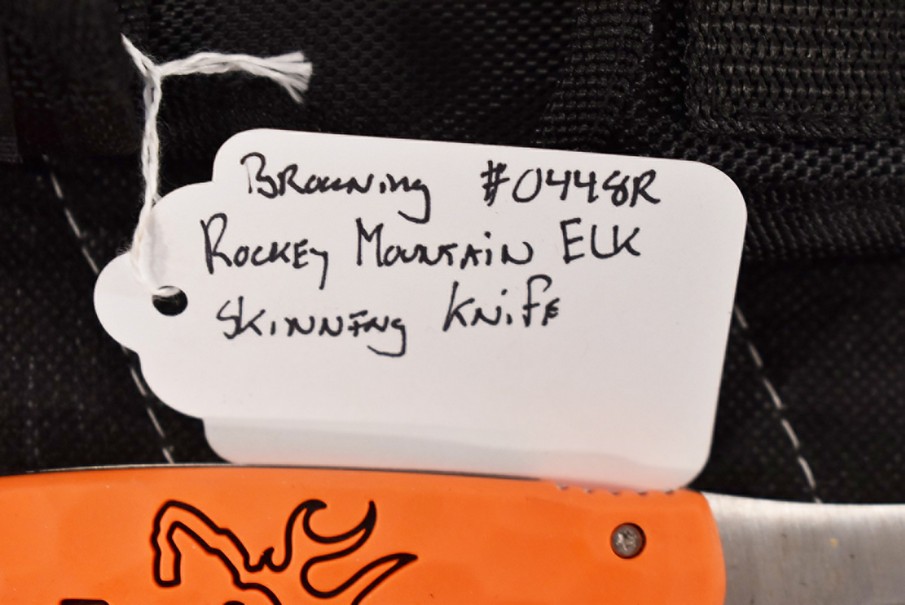 Browning #0448R
Rockey Mountain Elk
Skinning Knife